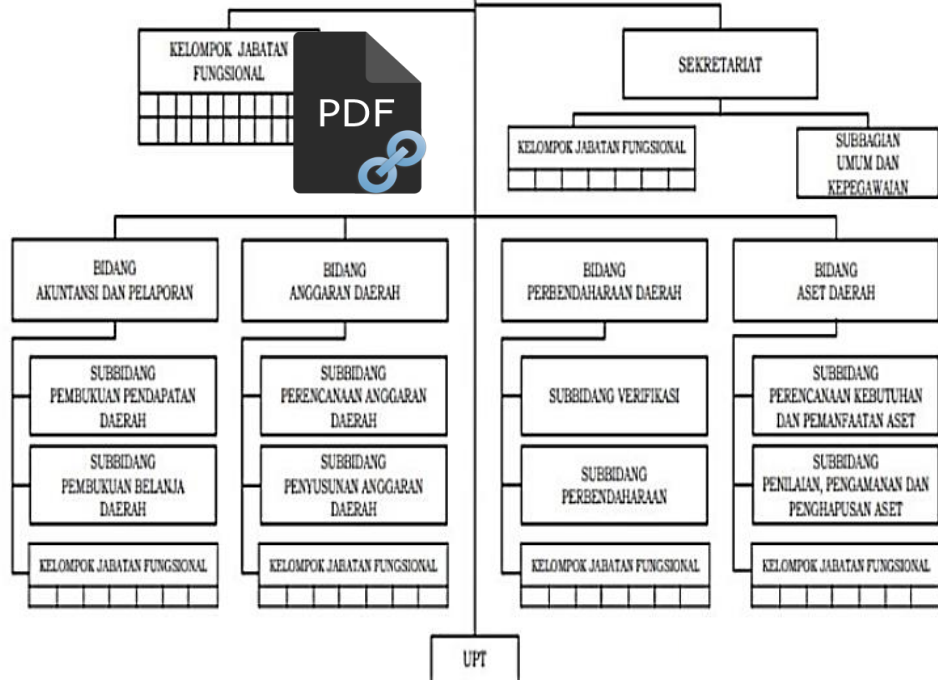 KELOMPOK JABATAN
FUNGSIONAL
PDF
SEKRETARIAT
KELOMPOK JABATAN FUNGSIONAL
SUBBAGIAN
UMUM DAN
KEPEGAWAIAN
BIDANG
AKUNTANSI DAN PELAPORAN
BIDANG
ANGGARAN DAERAH
BIDANG
PERBENDAHARAAN DAERAH
BIDANG
ASET DAERAH
SUBBIDANG
PEMBUKUAN PENDAPATAN
DAERAH
SUBBIDANG
PERENCANAAN ANGGARAN
DAERAH
SUBBIDANG VERIFIKASI
SUBBIDANG
PERENCANAAN KEBUTUHAN
DAN PEMANFAATAN ASET
SUBBIDANG
PEMBUKUAN BELANJA
DAERAH
SUBBIDANG
PENYUSUNAN ANGGARAN
DAERAH
SUBBIDANG
PERBENDAHARAAN
SUBBIDANG
PENILAIAN, PENGAMANAN DAN
PENGHAPUSAN ASET
KELOMPOK JABATAN FUNGSIONAL
KELOMPOK JABATAN FUNGSIONAL
KELOMPOK JABATAN FUNGSIONAL
KELOMPOK JABATAN FUNGSIONAL
UPT